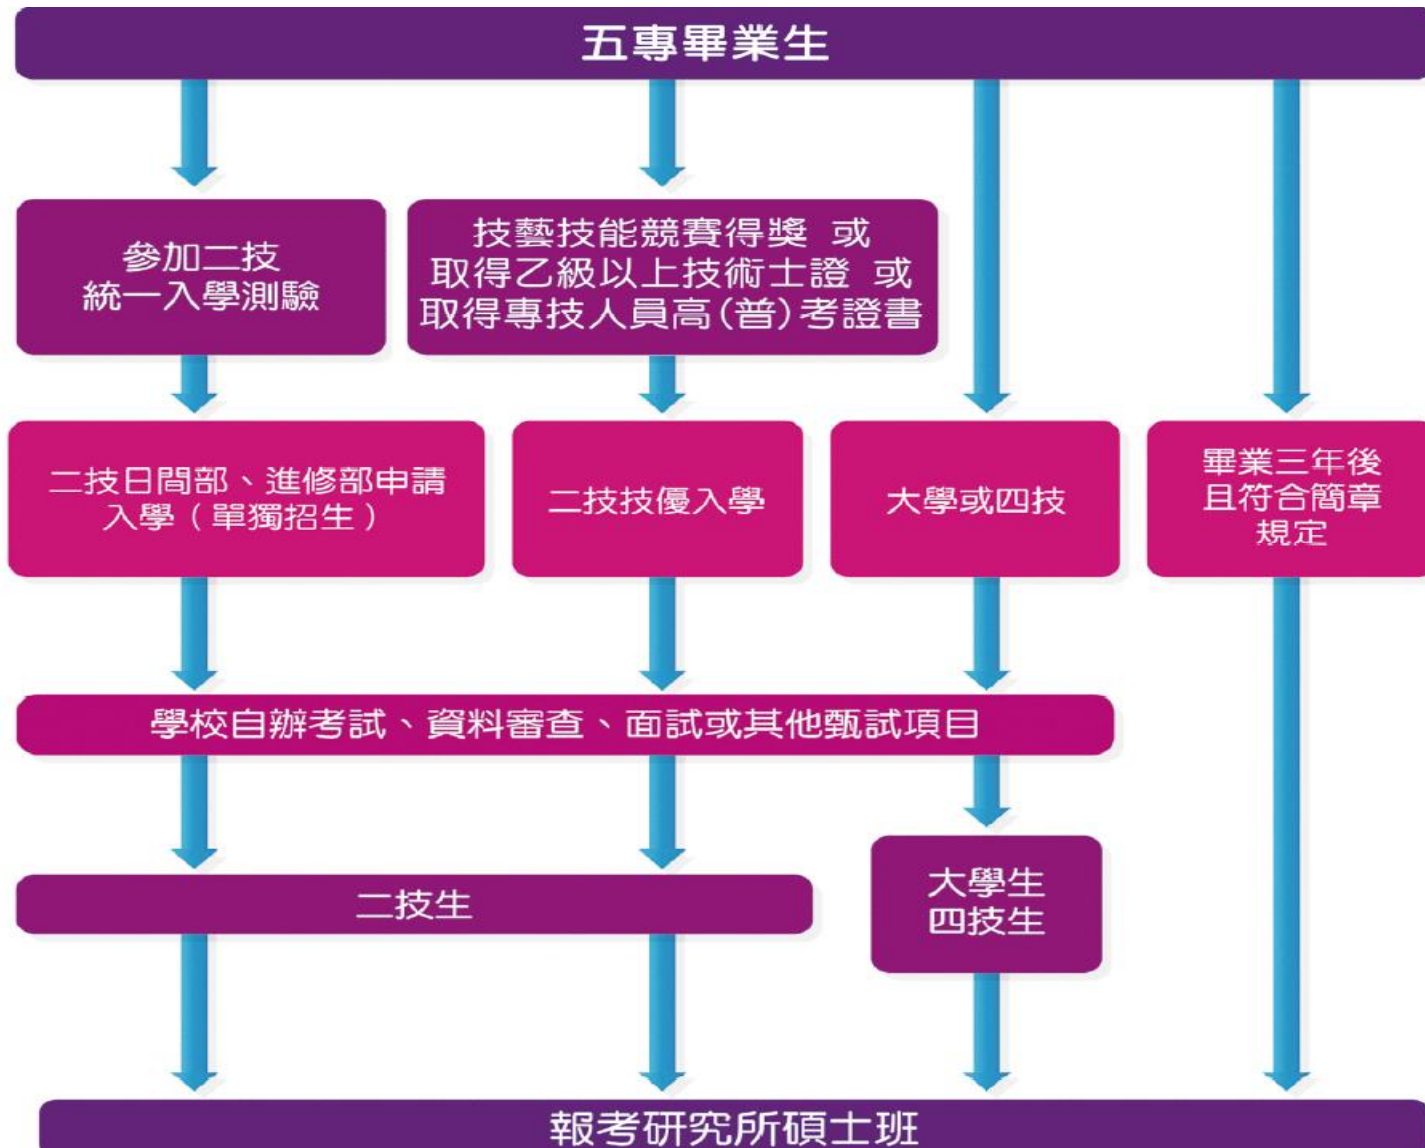 五專畢業生
參加二技
統一入學測驗
技藝技能競賽得獎 或
取得乙級以上技術士證 或
取得專技人員高(普)考證書
二技日間部、進修部申請
入學（單獨招生）
二技技優入學
大學或四技
畢業三年後
且符合簡章
規定
學校自辦考試、資料審查、面試或其他甄試項目
二技生
大學生
四技生
報考研究所碩士班